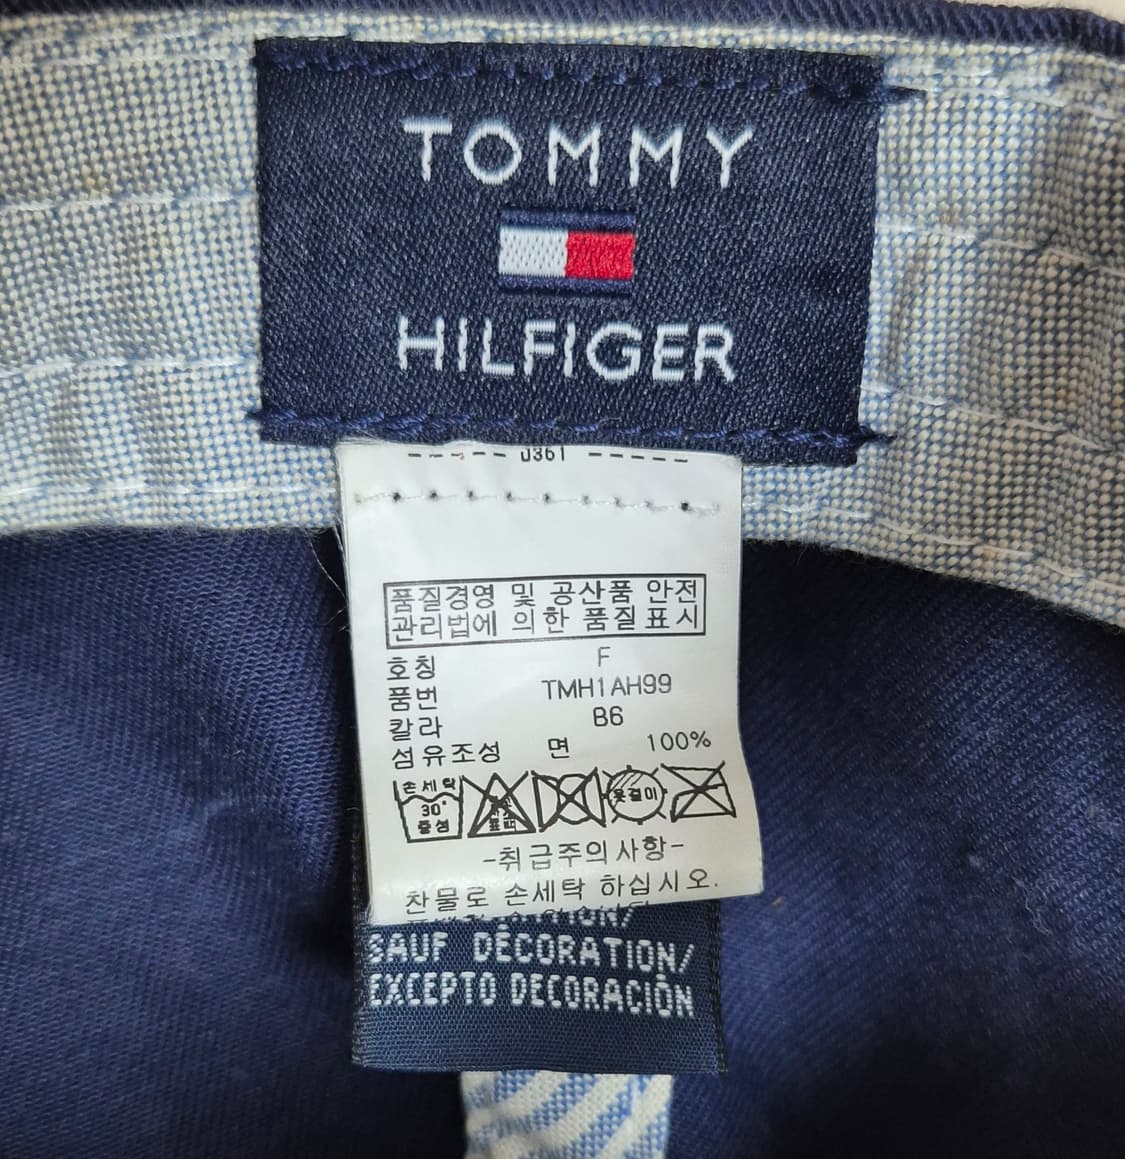 TOMMY
HILFIGER
0361
품질경영 및 공산품 안전
관리법에 의한 품질표시
호칭 F
품번 TMH1AH99
칼라 B6
섬유조성 면 100%
손세탁
30°
중성
옷걸이
-취급주의사항-
찬물로 손세탁 하십시오.
SAUF DÉCORATION/
EXCEPTO DECORACIÓN